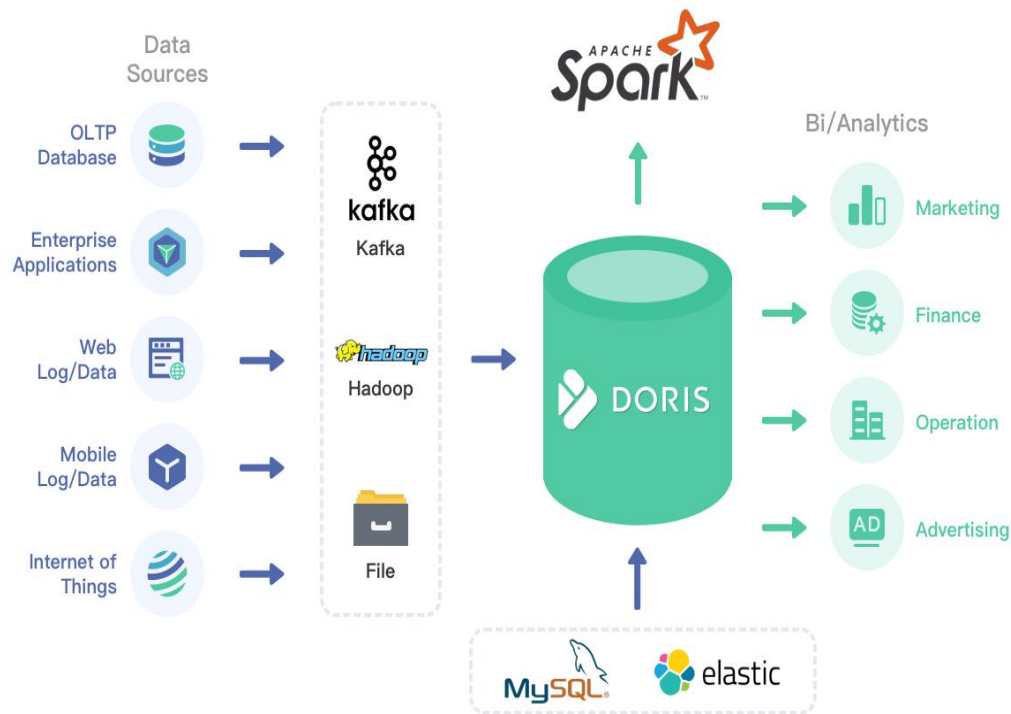 Data
Sources
OLTP
Database
Enterprise
Applications
Web
Log/Data
Mobile
Log/Data
Internet of
Things
kafka
Kafka
hadoop
Hadoop
File
APACHE
Spark™
DORIS
MySQL®
elastic
Bi/Analytics
Marketing
Finance
Operation
AD
Advertising